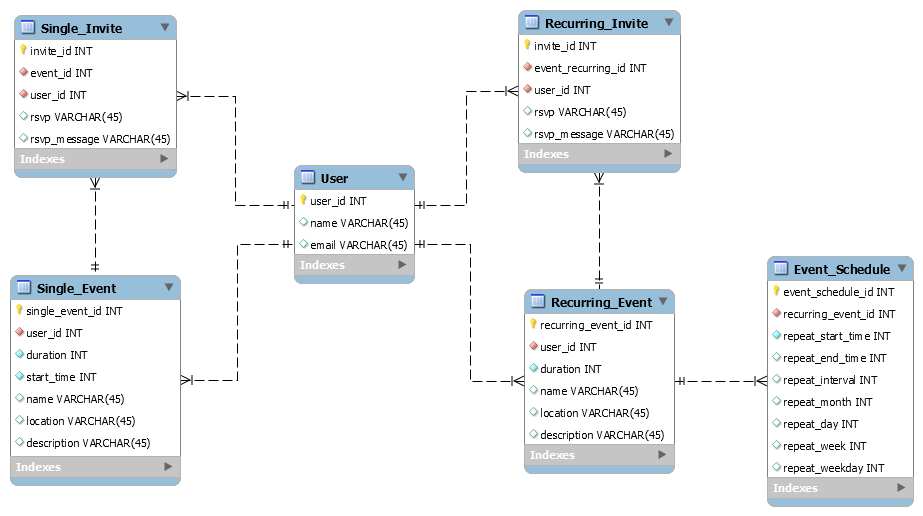 Single_Invite
invite_id INT
event_id INT
user_id INT
rsvp VARCHAR(45)
rsvp_message VARCHAR(45)
Indexes
Recurring_Invite
invite_id INT
event_recurring_id INT
user_id INT
rsvp VARCHAR(45)
rsvp_message VARCHAR(45)
Indexes
User
user_id INT
name VARCHAR(45)
email VARCHAR(45)
Indexes
Single_Event
single_event_id INT
user_id INT
duration INT
start_time INT
name VARCHAR(45)
location VARCHAR(45)
description VARCHAR(45)
Indexes
Recurring_Event
recurring_event_id INT
user_id INT
duration INT
name VARCHAR(45)
location VARCHAR(45)
description VARCHAR(45)
Indexes
Event_Schedule
event_schedule_id INT
recurring_event_id INT
repeat_start_time INT
repeat_end_time INT
repeat_interval INT
repeat_month INT
repeat_day INT
repeat_week INT
repeat_weekday INT
Indexes